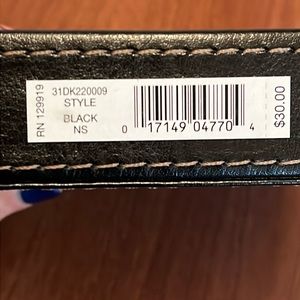 RN 129919
31DK220009
STYLE
BLACK
NS
0 17149 04770 4
$30.00